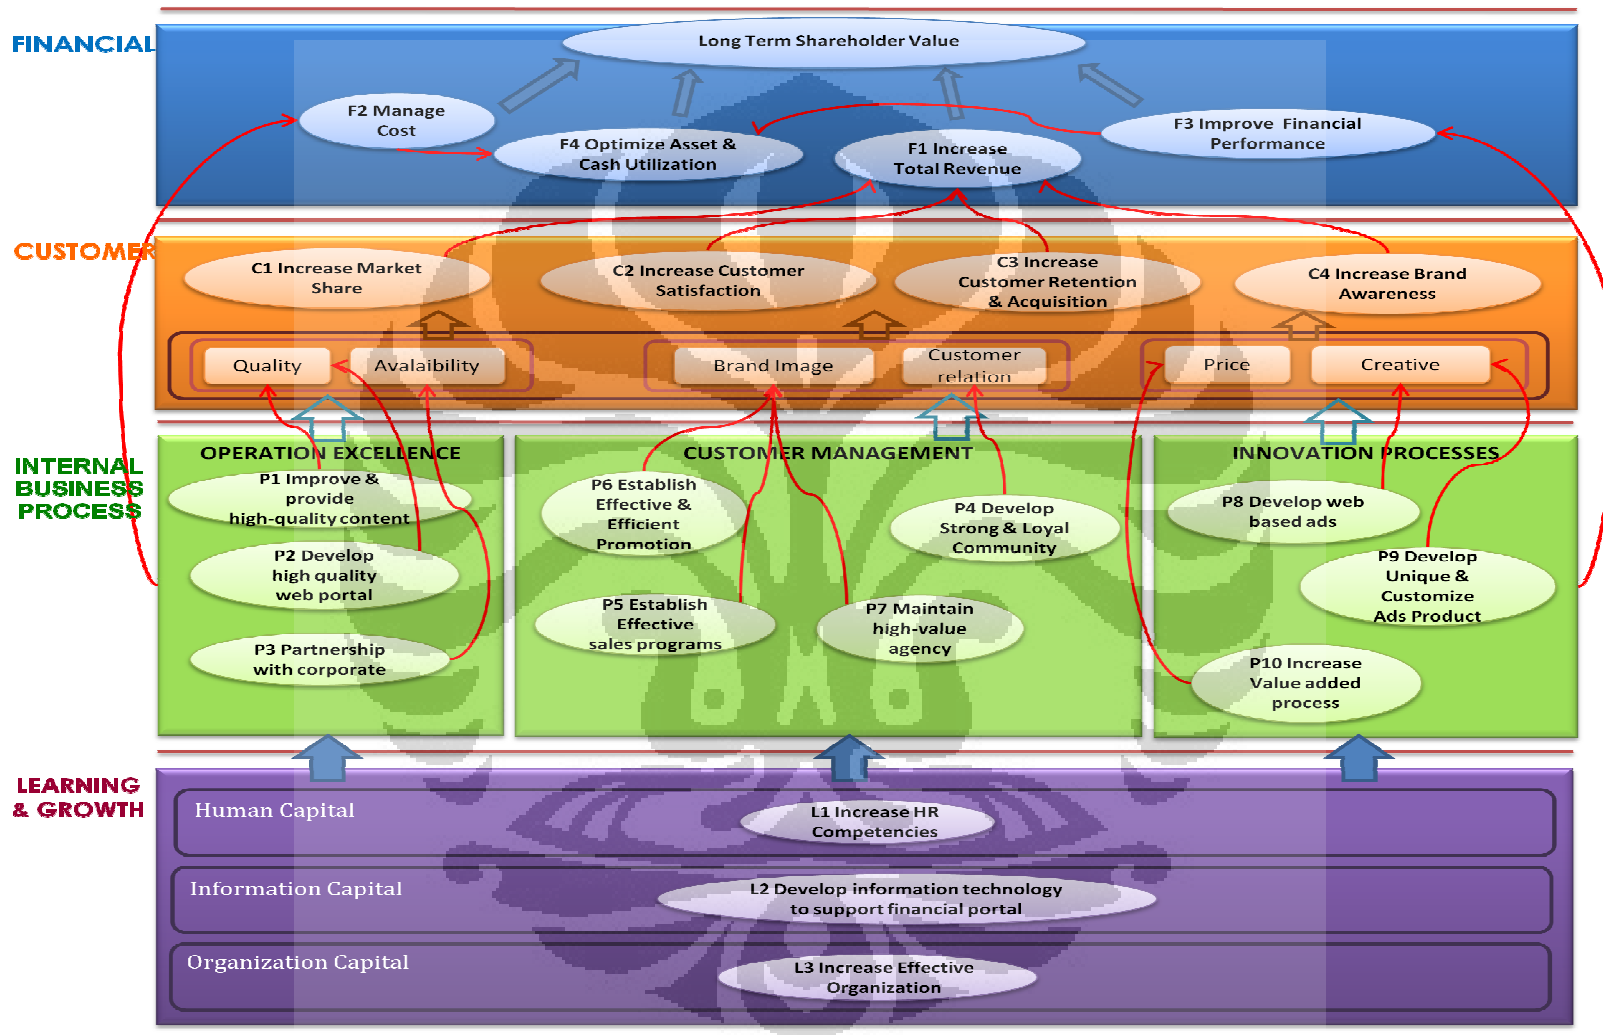 FINANCIAL
Long Term Shareholder Value
F2 Manage
Cost
F4 Optimize Asset &
Cash Utilization
F1 Increase
Total Revenue
F3 Improve Financial
Performance
CUSTOMER
C1 Increase Market
Share
C2 Increase Customer
Satisfaction
C3 Increase
Customer Retention
& Acquisition
C4 Increase Brand
Awareness
Quality
Avalaibility
Brand Image
Customer
relation
Price
Creative
INTERNAL
BUSINESS
PROCESS
OPERATION EXCELLENCE
P1 Improve &
provide
high-quality content
P2 Develop
high quality
web portal
P3 Partnership
with corporate
CUSTOMER MANAGEMENT
P6 Establish
Effective &
Efficient
Promotion
P4 Develop
Strong & Loyal
Community
P5 Establish
Effective
sales programs
P7 Maintain
high-value
agency
INNOVATION PROCESSES
P8 Develop web
based ads
P9 Develop
Unique &
Customize
Ads Product
P10 Increase
Value added
process
LEARNING
& GROWTH
Human Capital
L1 Increase HR
Competencies
Information Capital
L2 Develop information technology
to support financial portal
Organization Capital
L3 Increase Effective
Organization